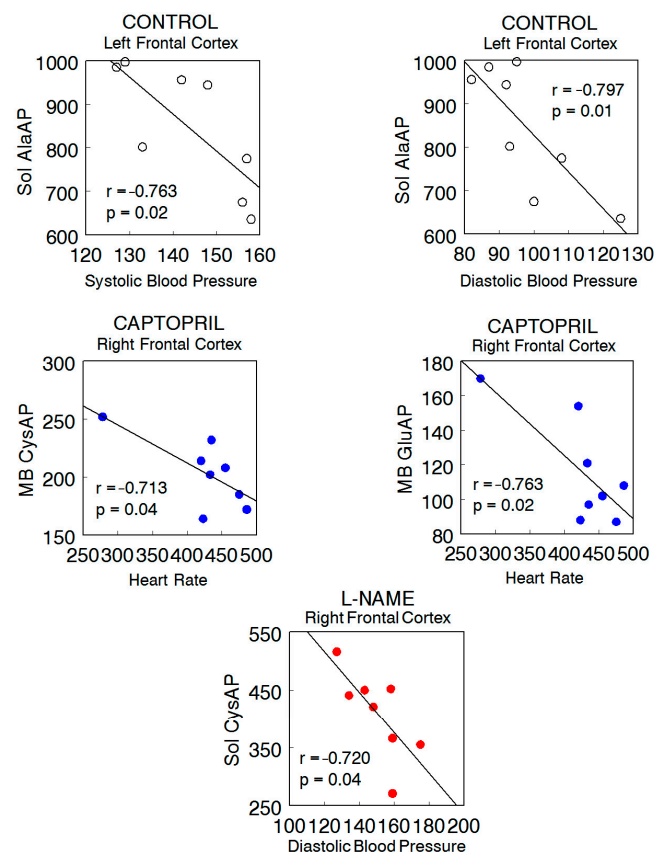 CONTROL
Left Frontal Cortex
1000
900
800
700
600
Sol AlaAP
r = -0.763
p = 0.02
120 130 140 150 160
Systolic Blood Pressure
CONTROL
Left Frontal Cortex
1000
900
800
700
600
Sol AlaAP
r = -0.797
p = 0.01
80 90 100 110 120 130
Diastolic Blood Pressure
CAPTOPRIL
Right Frontal Cortex
300
250
200
150
MB CysAP
r = -0.713
p = 0.04
250 300 350 400 450 500
Heart Rate
CAPTOPRIL
Right Frontal Cortex
180
160
140
120
100
80
MB GluAP
r = -0.763
p = 0.02
250 300 350 400 450 500
Heart Rate
L-NAME
Right Frontal Cortex
550
450
350
250
Sol CysAP
r = -0.720
p = 0.04
100 120 140 160 180 200
Diastolic Blood Pressure